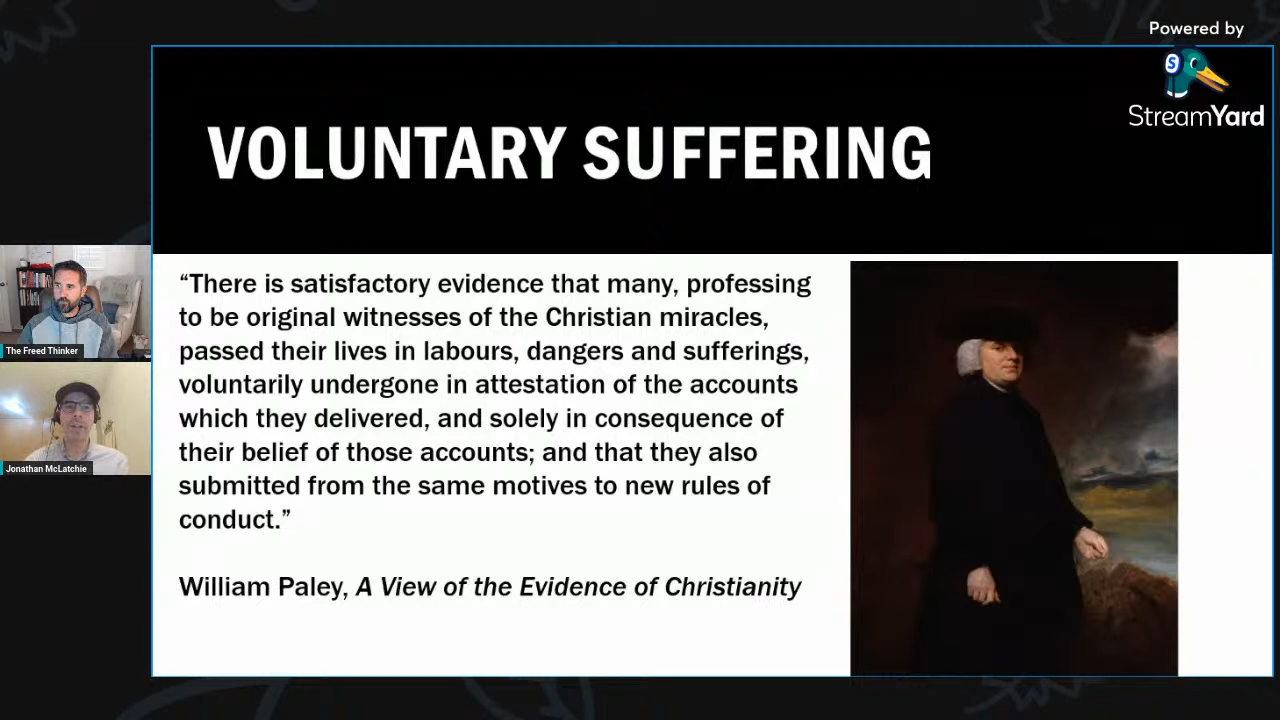 Powered by
StreamYard
VOLUNTARY SUFFERING
“There is satisfactory evidence that many, professing
to be original witnesses of the Christian miracles,
passed their lives in labours, dangers and sufferings,
voluntarily undergone in attestation of the accounts
which they delivered, and solely in consequence of
their belief of those accounts; and that they also
submitted from the same motives to new rules of
conduct.”
William Paley, A View of the Evidence of Christianity
The Freed Thinker
Jonathan McLatchie